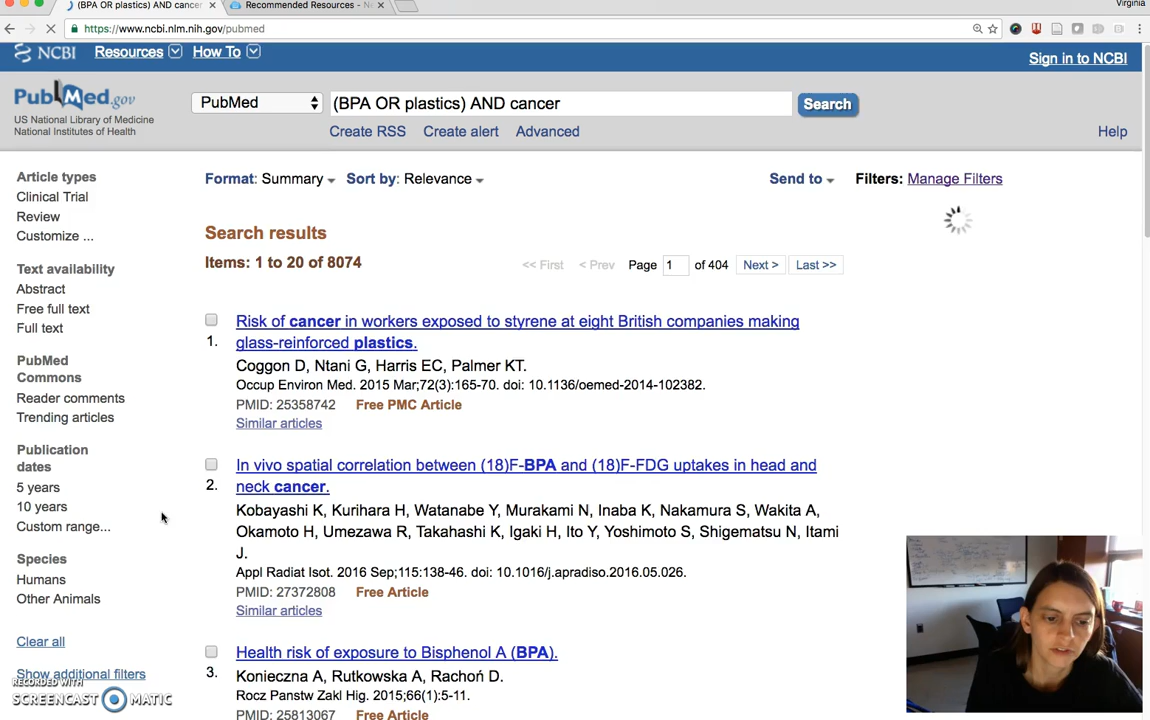 (BPA OR plastics) AND cancer
Recommended Resources - N
Virginia
https://www.ncbi.nlm.nih.gov/pubmed
NCBI Resources How To Sign in to NCBI
PubMed.gov
US National Library of Medicine
National Institutes of Health
PubMed
(BPA OR plastics) AND cancer
Search
Create RSS Create alert Advanced Help
Article types
Clinical Trial
Review
Customize ...
Text availability
Abstract
Free full text
Full text
PubMed
Commons
Reader comments
Trending articles
Publication
dates
5 years
10 years
Custom range...
Species
Humans
Other Animals
Clear all
Show additional filters
Format: Summary Sort by: Relevance Send to Filters: Manage Filters
Search results
Items: 1 to 20 of 8074
<< First < Prev Page 1 of 404 Next > Last >>
Risk of cancer in workers exposed to styrene at eight British companies making
1. glass-reinforced plastics.
Coggon D, Ntani G, Harris EC, Palmer KT.
Occup Environ Med. 2015 Mar;72(3):165-70. doi: 10.1136/oemed-2014-102382.
PMID: 25358742 Free PMC Article
Similar articles
In vivo spatial correlation between (18)F-BPA and (18)F-FDG uptakes in head and
2. neck cancer.
Kobayashi K, Kurihara H, Watanabe Y, Murakami N, Inaba K, Nakamura S, Wakita A,
Okamoto H, Umezawa R, Takahashi K, Igaki H, Ito Y, Yoshimoto S, Shigematsu N, Itami
J.
Appl Radiat Isot. 2016 Sep;115:138-46. doi: 10.1016/j.apradiso.2016.05.026.
PMID: 27372808 Free Article
Similar articles
Health risk of exposure to Bisphenol A (BPA).
3. Konieczna A, Rutkowska A, Rachoń D.
Rocz Panstw Zakl Hig. 2015;66(1):5-11.
PMID: 25813067 Free Article
RECORDED WITH
SCREENCAST MATIC